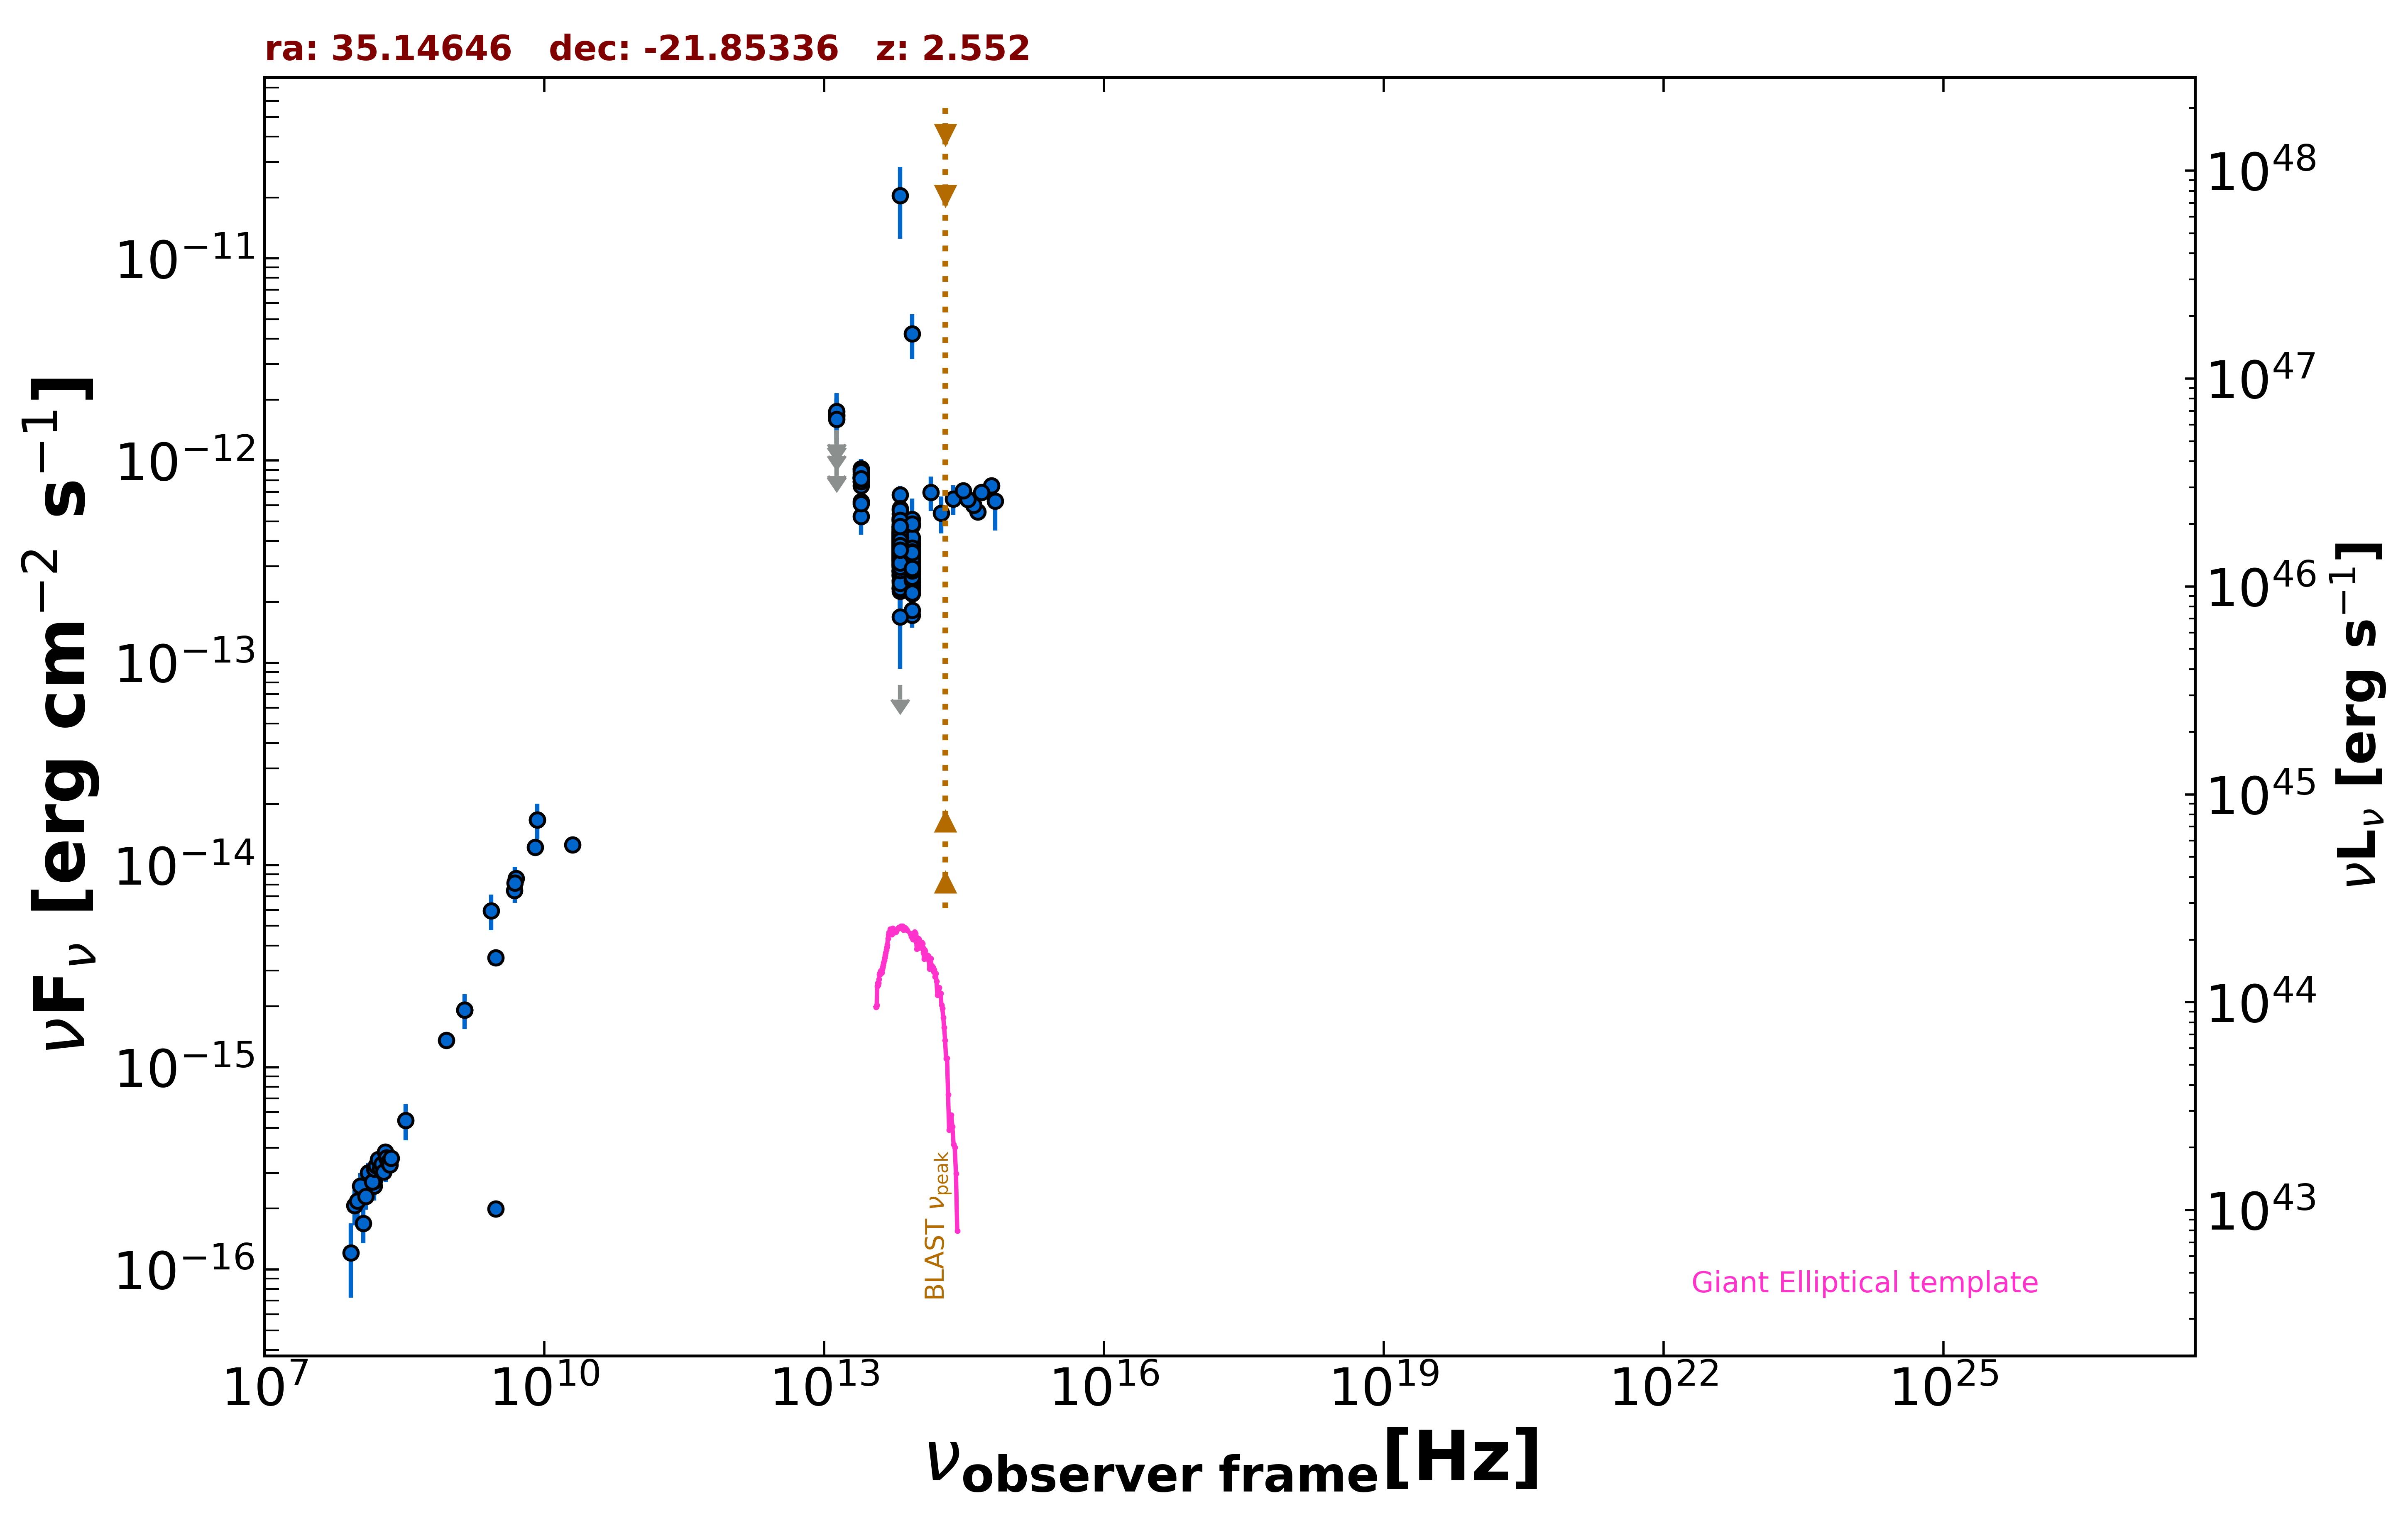 ra: 35.14646 dec: -21.85336 z: 2.552
νFν [erg cm⁻² s⁻¹]
10⁻¹¹
10⁻¹²
10⁻¹³
10⁻¹⁴
10⁻¹⁵
10⁻¹⁶
10⁴⁸
10⁴⁷
10⁴⁶
10⁴⁵
10⁴⁴
10⁴³
νLν [erg s⁻¹]
BLAST νpeak
Giant Elliptical template
10⁷ 10¹⁰ 10¹³ 10¹⁶ 10¹⁹ 10²² 10²⁵
νobserver frame[Hz]